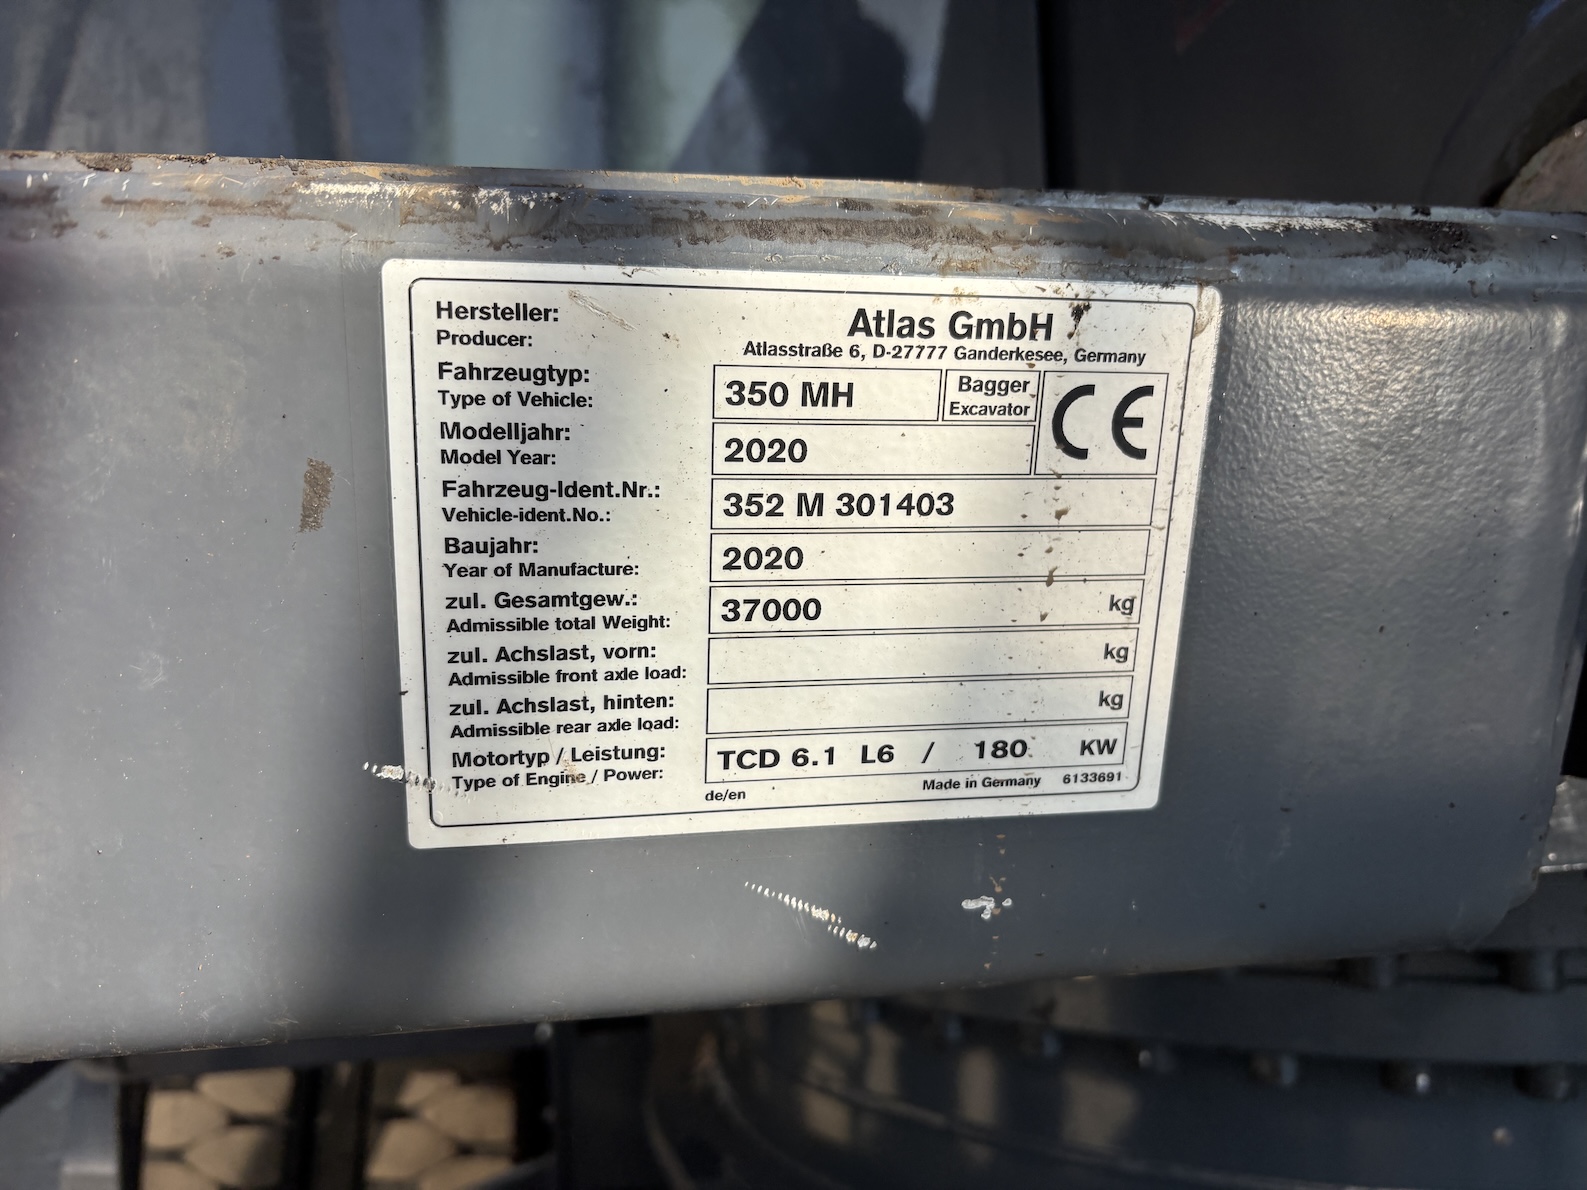 Hersteller:
Producer:
Atlas GmbH
Atlasstraße 6, D-27777 Ganderkesee, Germany
Fahrzeugtyp:
Type of Vehicle:
350 MH
Bagger
Excavator
CE
Modelljahr:
Model Year:
2020
Fahrzeug-Ident.Nr.:
Vehicle-ident.No.:
352 M 301403
Baujahr:
Year of Manufacture:
2020
zul. Gesamtgew.:
Admissible total Weight:
37000 kg
zul. Achslast, vorn:
Admissible front axle load:
kg
zul. Achslast, hinten:
Admissible rear axle load:
kg
Motortyp / Leistung:
Type of Engine / Power:
TCD 6.1 L6 / 180 KW
de/en
Made in Germany 6133691